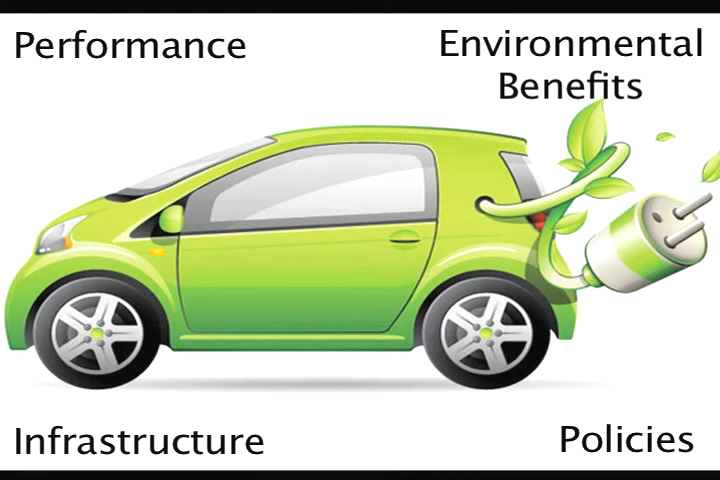 Performance
Environmental
Benefits
Infrastructure
Policies